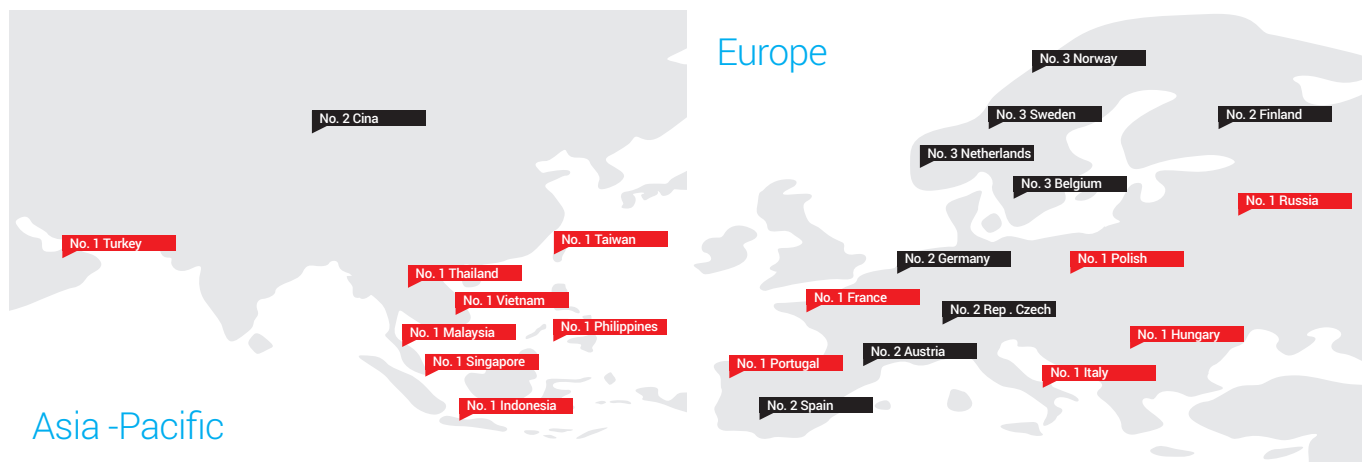 No. 2 Cina
No. 1 Turkey
No. 1 Taiwan
No. 1 Thailand
No. 1 Vietnam
No. 1 Malaysia
No. 1 Philippines
No. 1 Singapore
No. 1 Indonesia
Asia -Pacific
Europe
No. 3 Norway
No. 3 Sweden
No. 2 Finland
No. 3 Netherlands
No. 3 Belgium
No. 1 Russia
No. 2 Germany
No. 1 Polish
No. 1 France
No. 2 Rep . Czech
No. 1 Hungary
No. 2 Austria
No. 1 Portugal
No. 1 Italy
No. 2 Spain